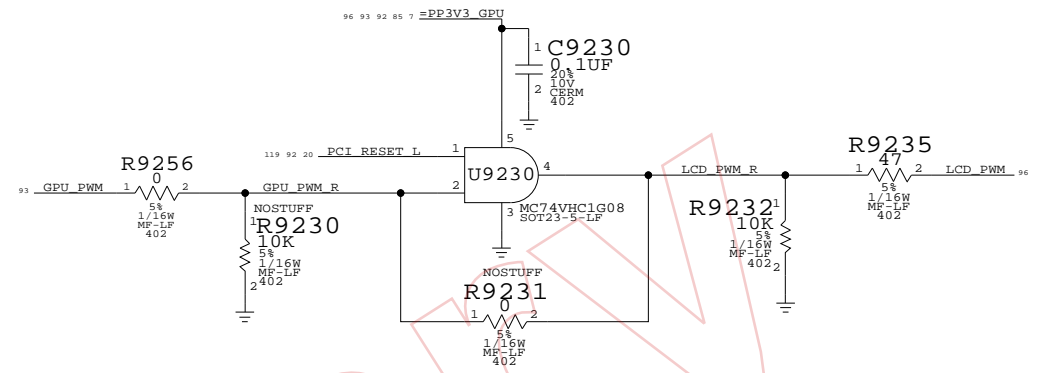 96 93 92 85 7 =PP3V3_GPU
1 C9230
0.1UF
20%
10V
2 CERM
402
5
119 92 20 PCI_RESET_L 1
U9230 4
2
3 MC74VHC1G08
SOT23-5-LF
R9256
0
93 GPU_PWM 1 2 GPU_PWM_R
5%
1/16W
MF-LF
402
NOSTUFF
1 R9230
10K
5%
1/16W
MF-LF
2 402
NOSTUFF
R9231
0
1 2
5%
1/16W
MF-LF
402
LCD_PWM_R
R9232 1
10K
5%
1/16W
MF-LF
402 2
R9235
47
1 2 LCD_PWM 96
5%
1/16W
MF-LF
402